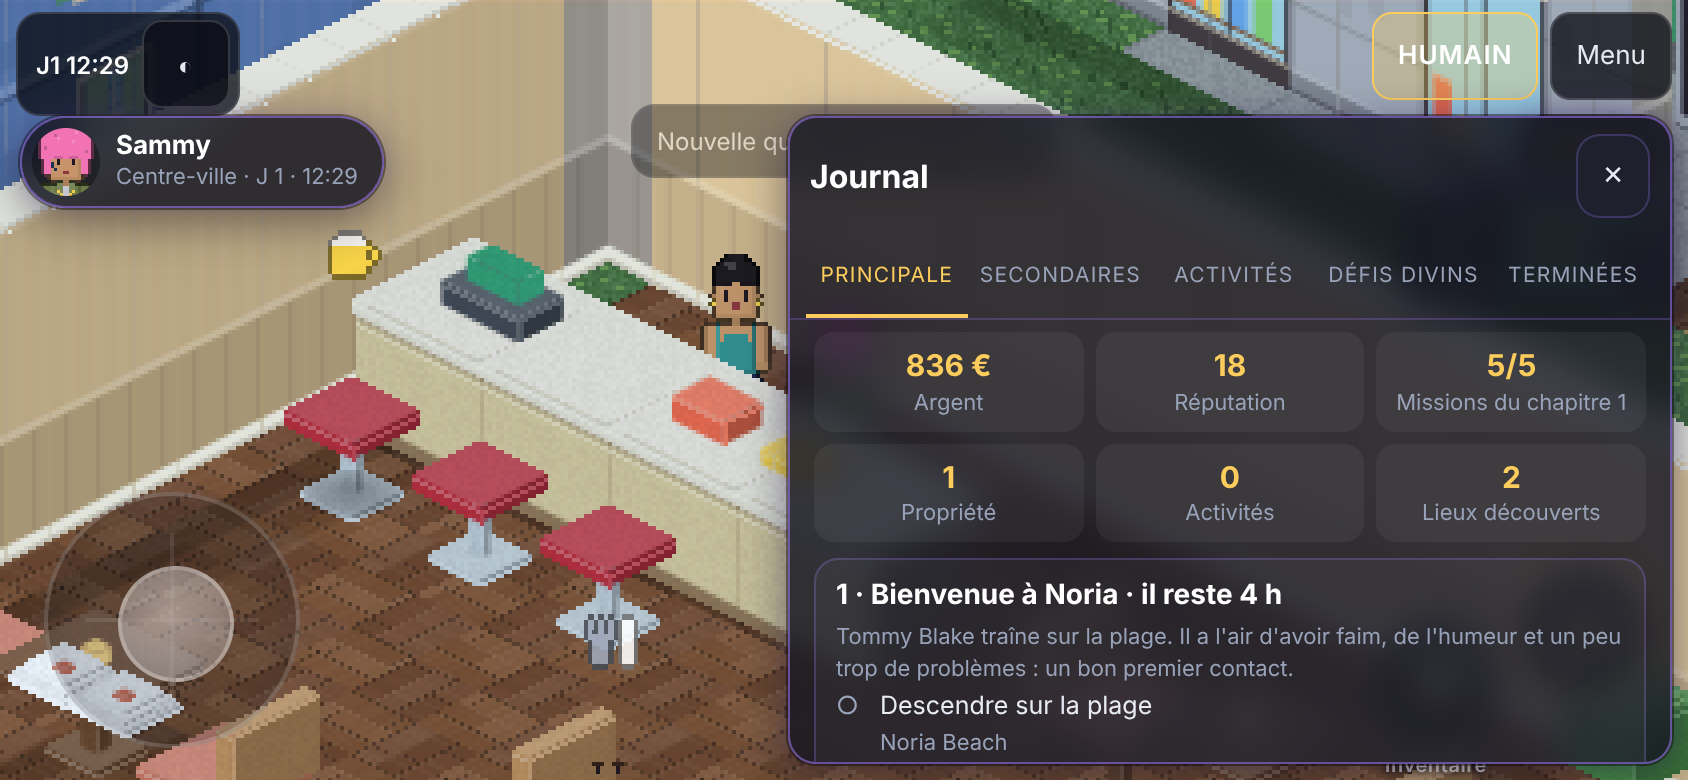 J1 12:29
HUMAIN
Menu
Sammy
Centre-ville · J 1 · 12:29
Nouvelle qu
Journal
PRINCIPALE
SECONDAIRES
ACTIVITÉS
DÉFIS DIVINS
TERMINÉES
836 €
Argent
18
Réputation
5/5
Missions du chapitre 1
1
Propriété
0
Activités
2
Lieux découverts
1 · Bienvenue à Noria · il reste 4 h
Tommy Blake traîne sur la plage. Il a l'air d'avoir faim, de l'humeur et un peu
trop de problèmes : un bon premier contact.
Descendre sur la plage
Noria Beach
Inventaire